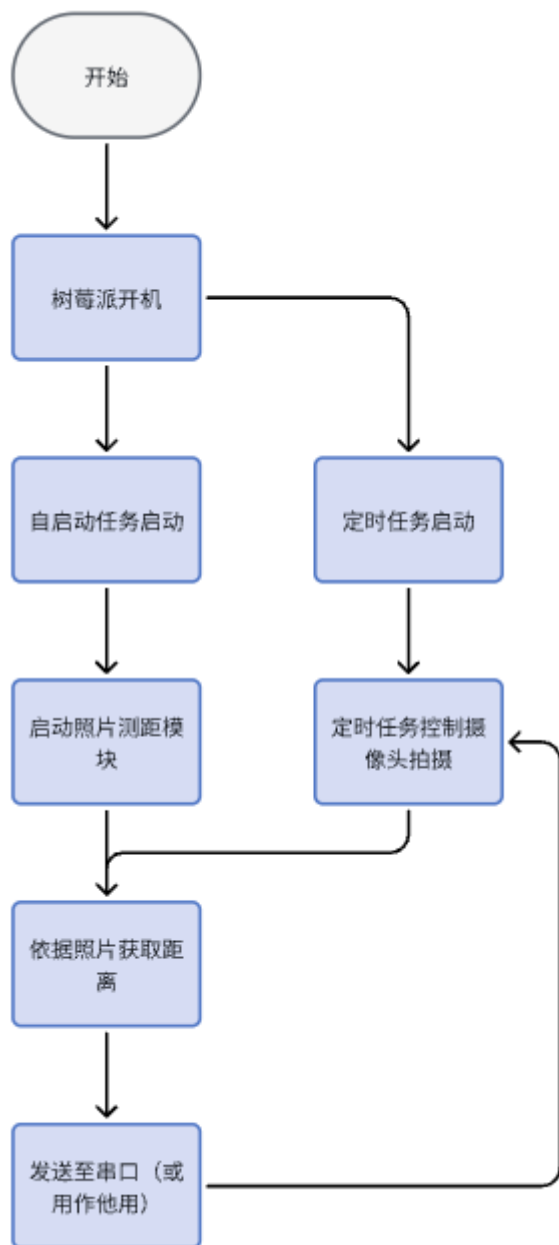 开始
树莓派开机
自启动任务启动
定时任务启动
启动照片测距模
块
定时任务控制摄
像头拍摄
依据照片获取距
离
发送至串口（或
用作他用）